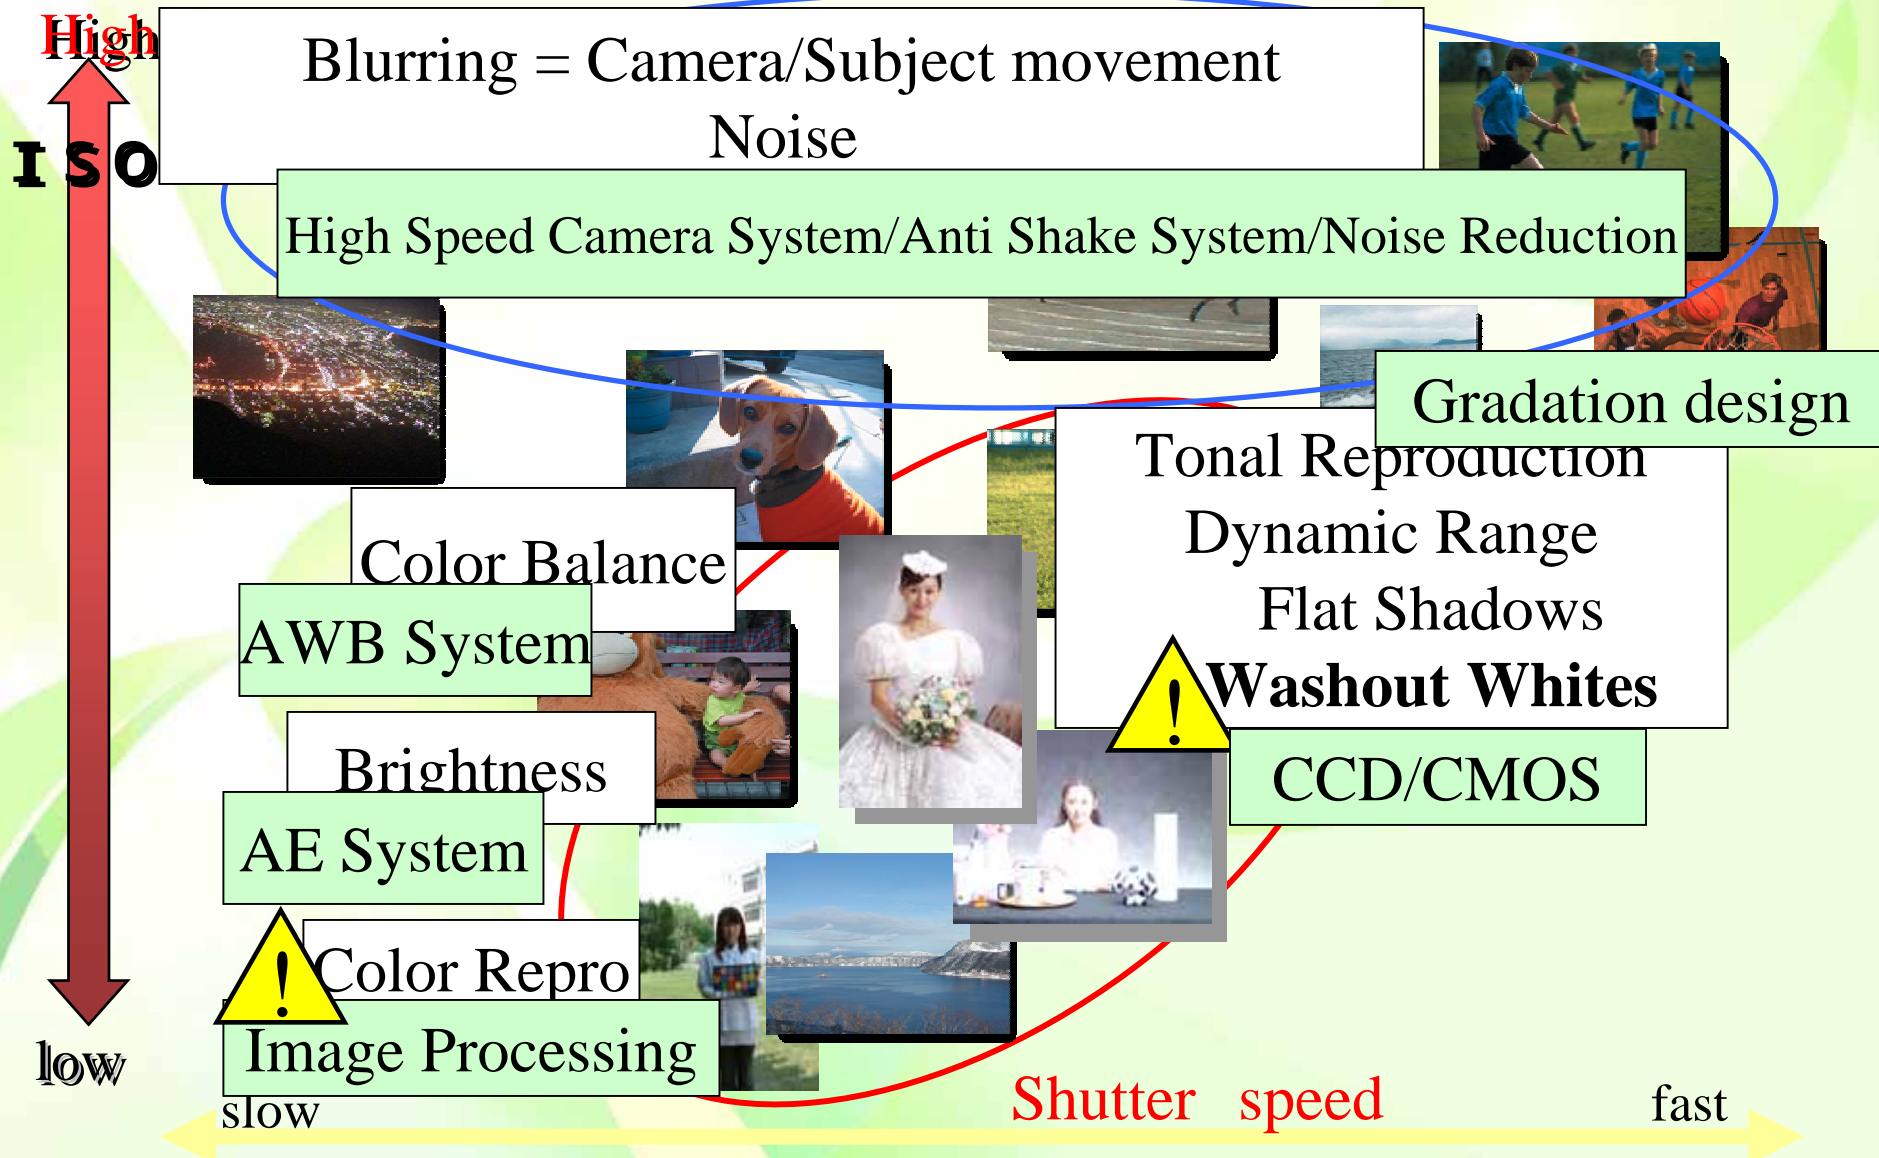 High
Blurring = Camera/Subject movement
Noise
ISO
High Speed Camera System/Anti Shake System/Noise Reduction
Gradation design
Tonal Reproduction
Dynamic Range
Flat Shadows
! Washout Whites
CCD/CMOS
Color Balance
AWB System
Brightness
AE System
! Color Repro
Image Processing
low
slow
Shutter speed
fast